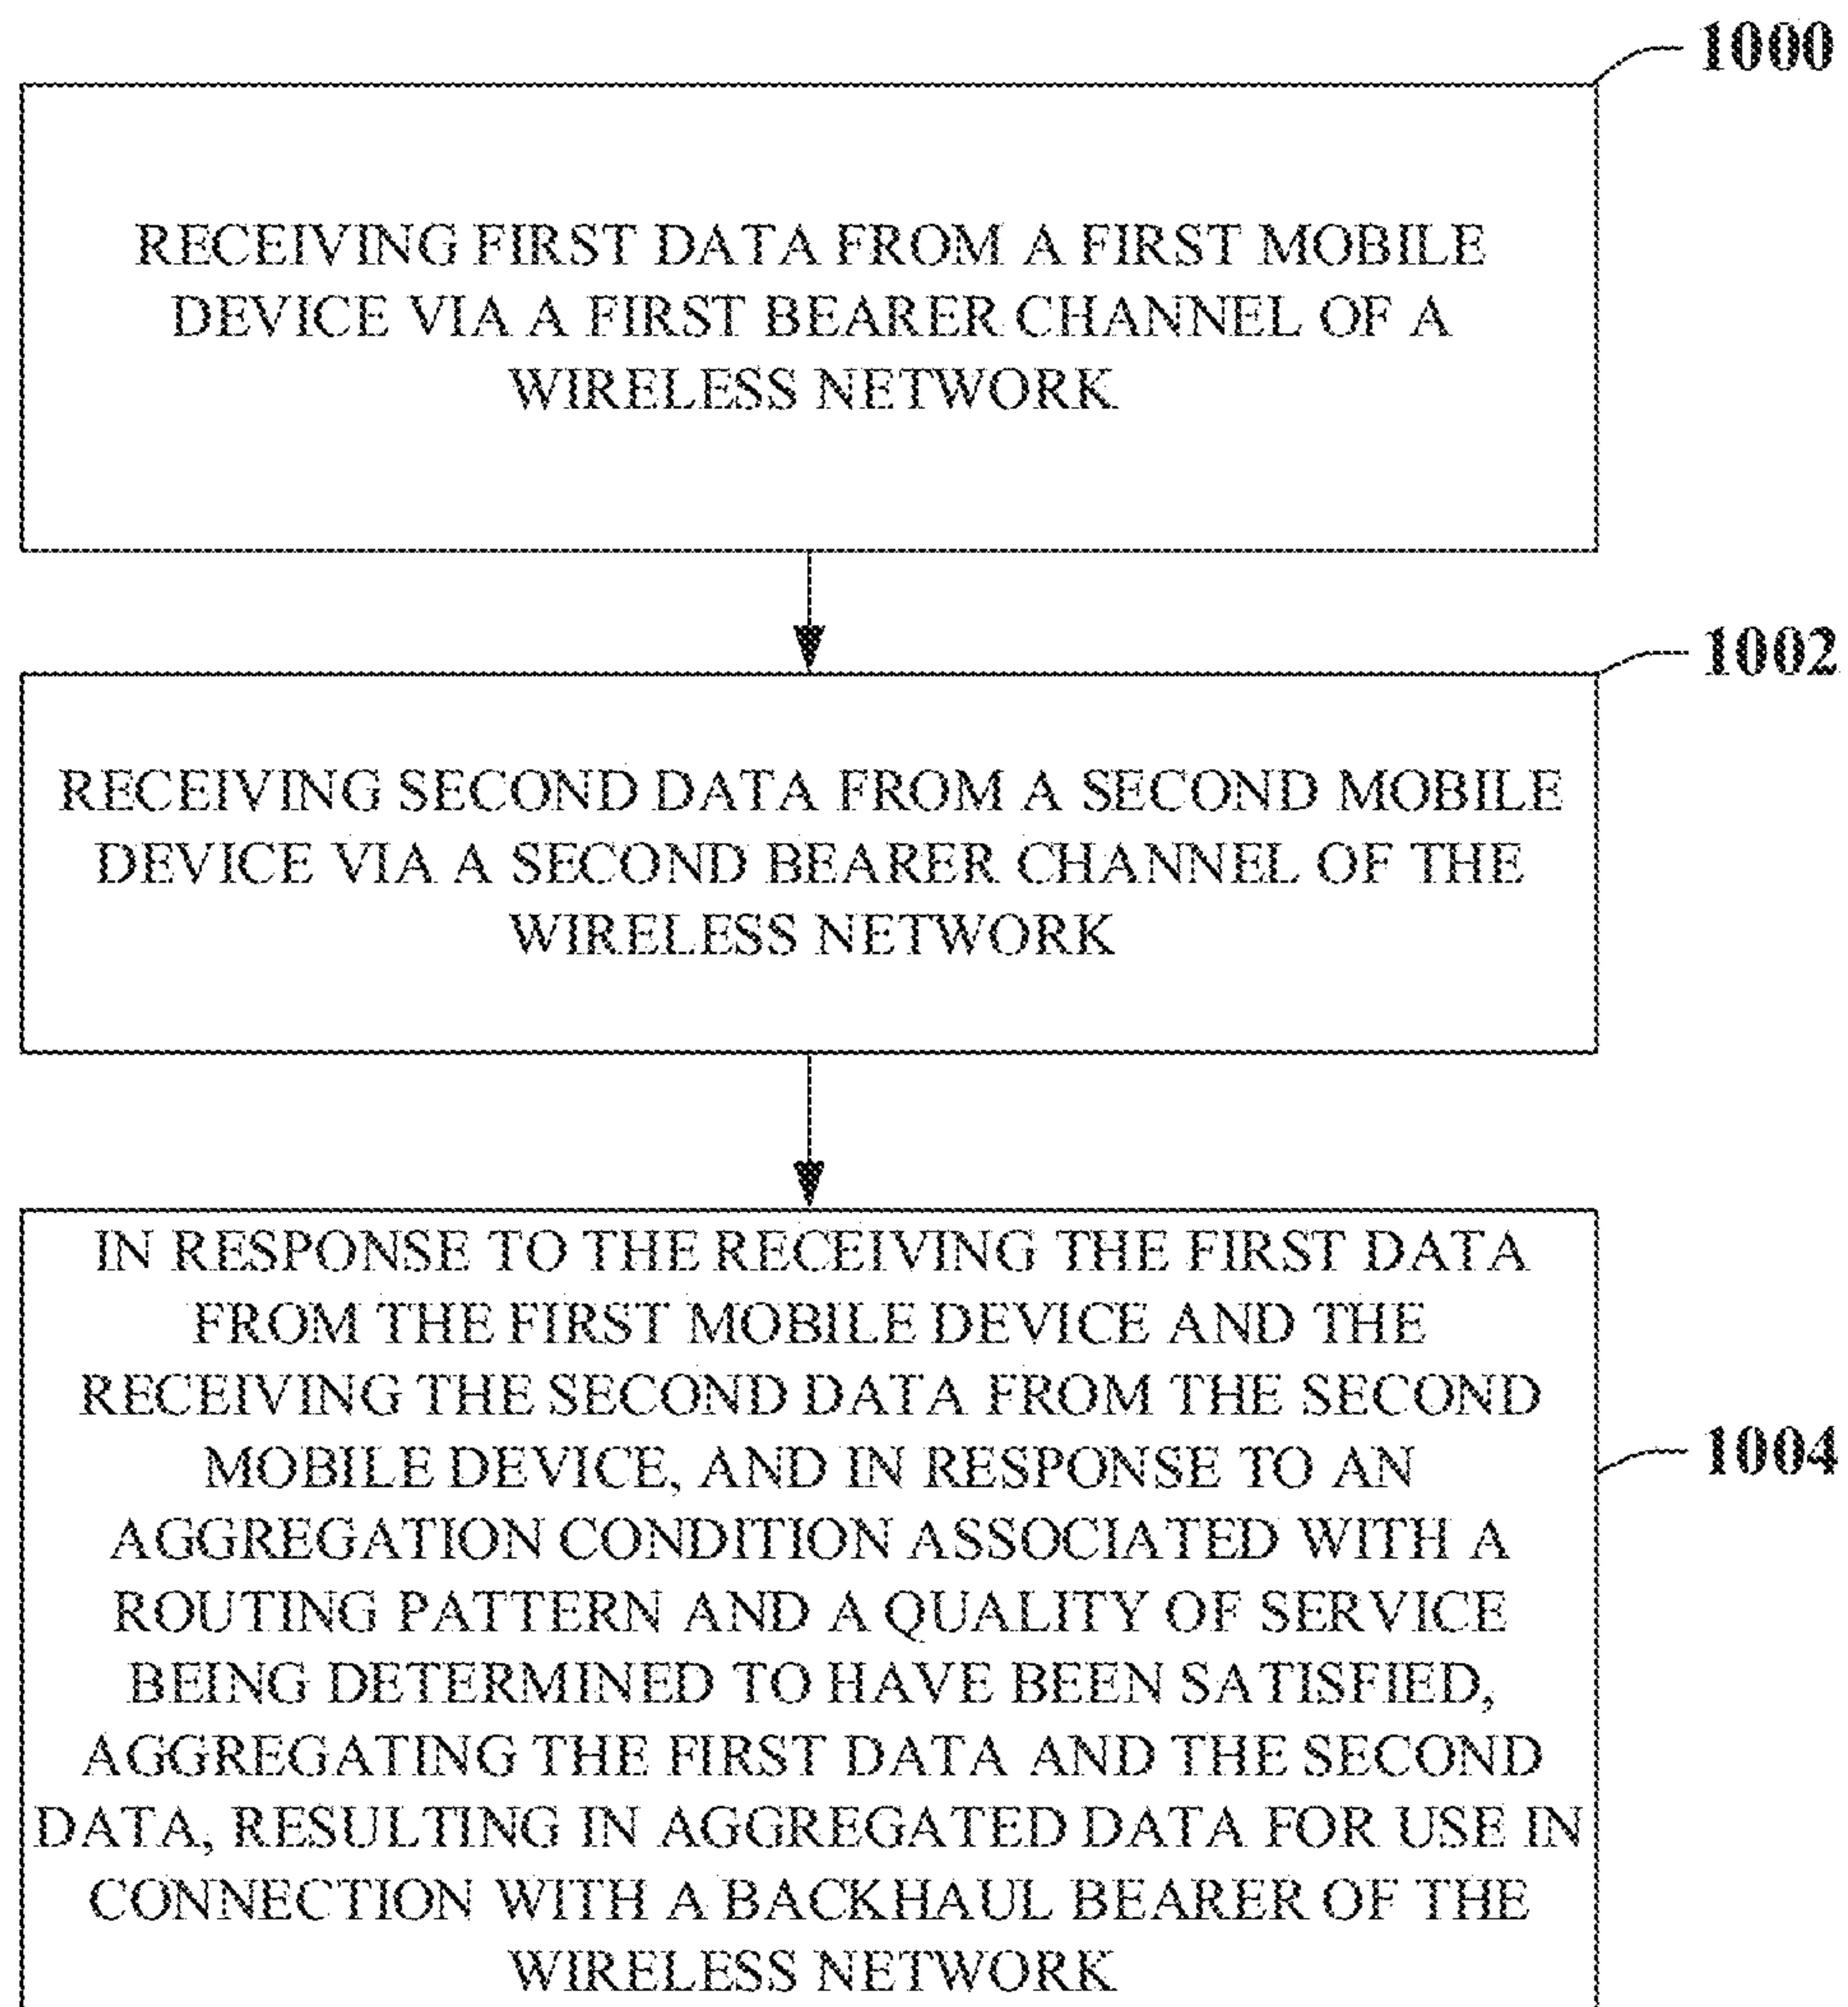 1000
RECEIVING FIRST DATA FROM A FIRST MOBILE
DEVICE VIA A FIRST BEARER CHANNEL OF A
WIRELESS NETWORK
1002
RECEIVING SECOND DATA FROM A SECOND MOBILE
DEVICE VIA A SECOND BEARER CHANNEL OF THE
WIRELESS NETWORK
IN RESPONSE TO THE RECEIVING THE FIRST DATA
FROM THE FIRST MOBILE DEVICE AND THE
RECEIVING THE SECOND DATA FROM THE SECOND
MOBILE DEVICE, AND IN RESPONSE TO AN
1004
AGGREGATION CONDITION ASSOCIATED WITH A
ROUTING PATTERN AND A QUALITY OF SERVICE
BEING DETERMINED TO HAVE BEEN SATISFIED,
AGGREGATING THE FIRST DATA AND THE SECOND
DATA, RESULTING IN AGGREGATED DATA FOR USE IN
CONNECTION WITH A BACKHAUL BEARER OF THE
WIRELESS NETWORK